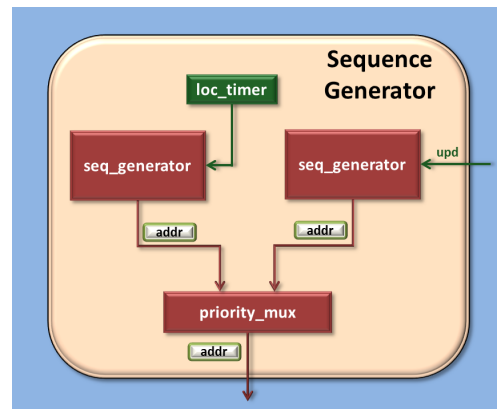 Sequence
Generator
loc_timer
seq_generator
seq_generator
upd
addr
addr
priority_mux
addr